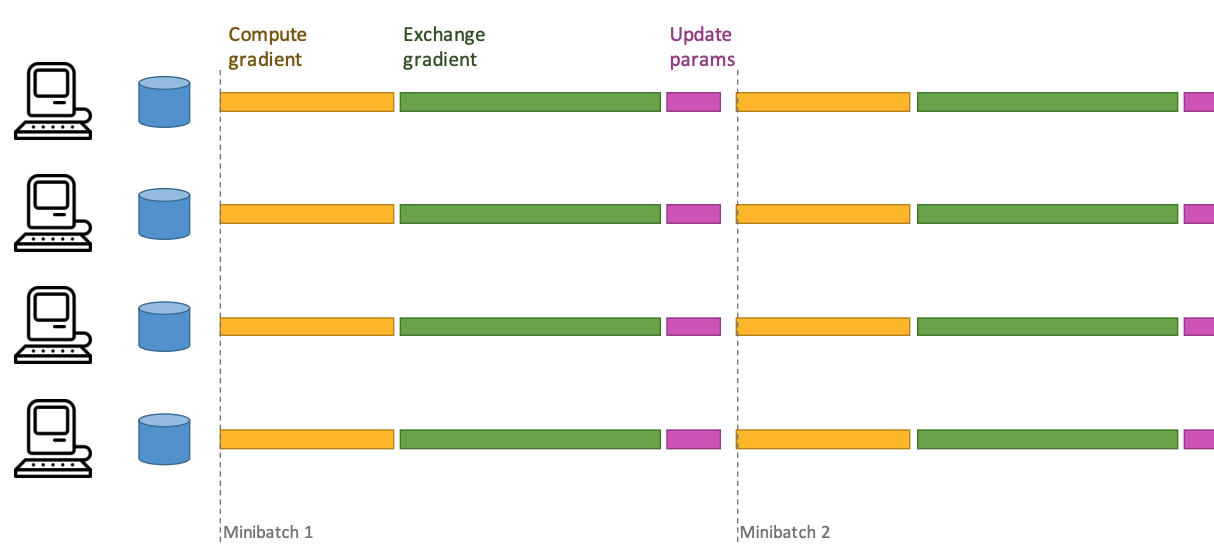 Compute
gradient
Exchange
gradient
Update
params
Minibatch 1
Minibatch 2